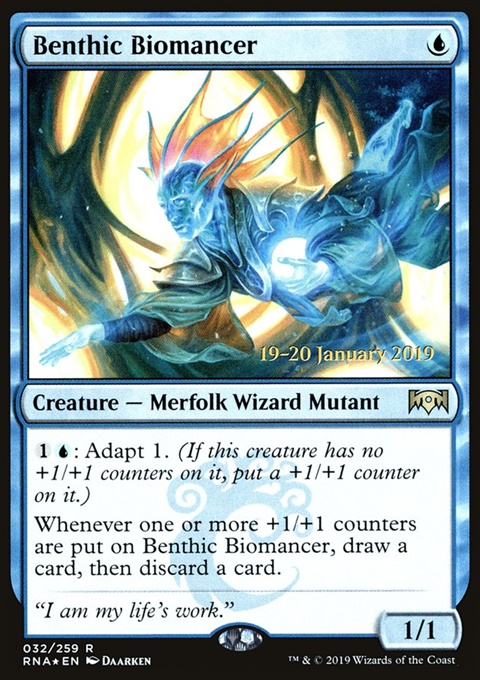 Benthic Biomancer
19–20 January 2019
Creature — Merfolk Wizard Mutant
1 : Adapt 1. (If this creature has no
+1/+1 counters on it, put a +1/+1 counter
on it.)
Whenever one or more +1/+1 counters
are put on Benthic Biomancer, draw a
card, then discard a card.
“I am my life’s work.”
1/1
032/259 R
RNA★EN Daarken
™ & © 2019 Wizards of the Coast